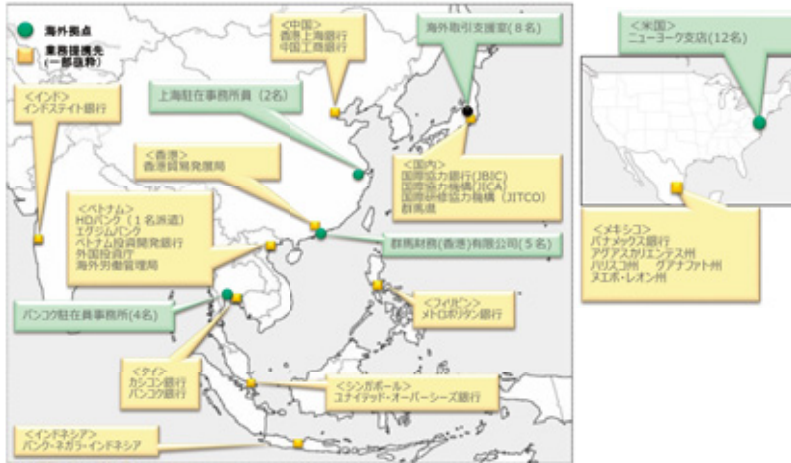 海外拠点
業務提携先
(一部抜粋)
<中国>
香港上海銀行
中国工商銀行
海外取引支援室(8名)
<米国>
ニューヨーク支店(12名)
上海駐在事務所員(2名)
<インド>
インドステイト銀行
<香港>
香港貿易発展局
<国内>
国際協力銀行(JBIC)
国際協力機構(JICA)
国際研修協力機構(JITCO)
群馬県
<ベトナム>
HDバンク(1名派遣)
エグジムバンク
ベトナム投資開発銀行
外国投資庁
海外労働管理局
群馬財務(香港)有限公司(5名)
<メキシコ>
バナメックス銀行
アグアスカリエンテス州
ハリスコ州 グアナファト州
ヌエボ・レオン州
バンコク駐在員事務所(4名)
<フィリピン>
メトロポリタン銀行
<タイ>
カシコン銀行
バンコク銀行
<シンガポール>
ユナイテッド・オーバーシーズ銀行
<インドネシア>
バンク・ネガラ・インドネシア